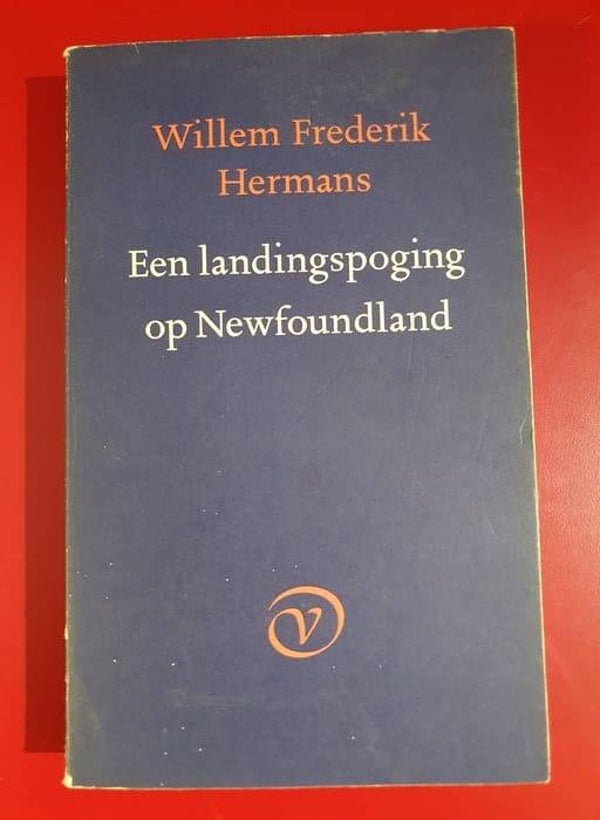 Willem Frederik
Hermans
Een landingspoging
op Newfoundland
V